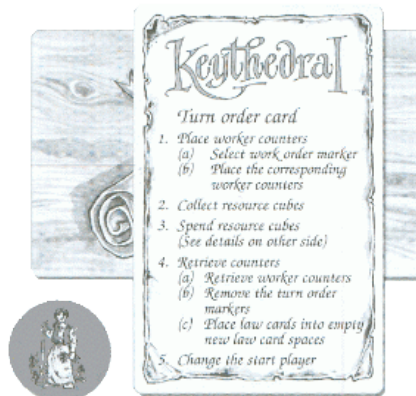 Keythedral
Turn order card
1. Place worker counters
(a) Select work order marker
(b) Place the corresponding
worker counters
2. Collect resource cubes
3. Spend resource cubes
(See details on other side)
4. Retrieve counters
(a) Retrieve worker counters
(b) Remove the turn order
markers
(c) Place law cards into empty
new law card spaces
5. Change the start player